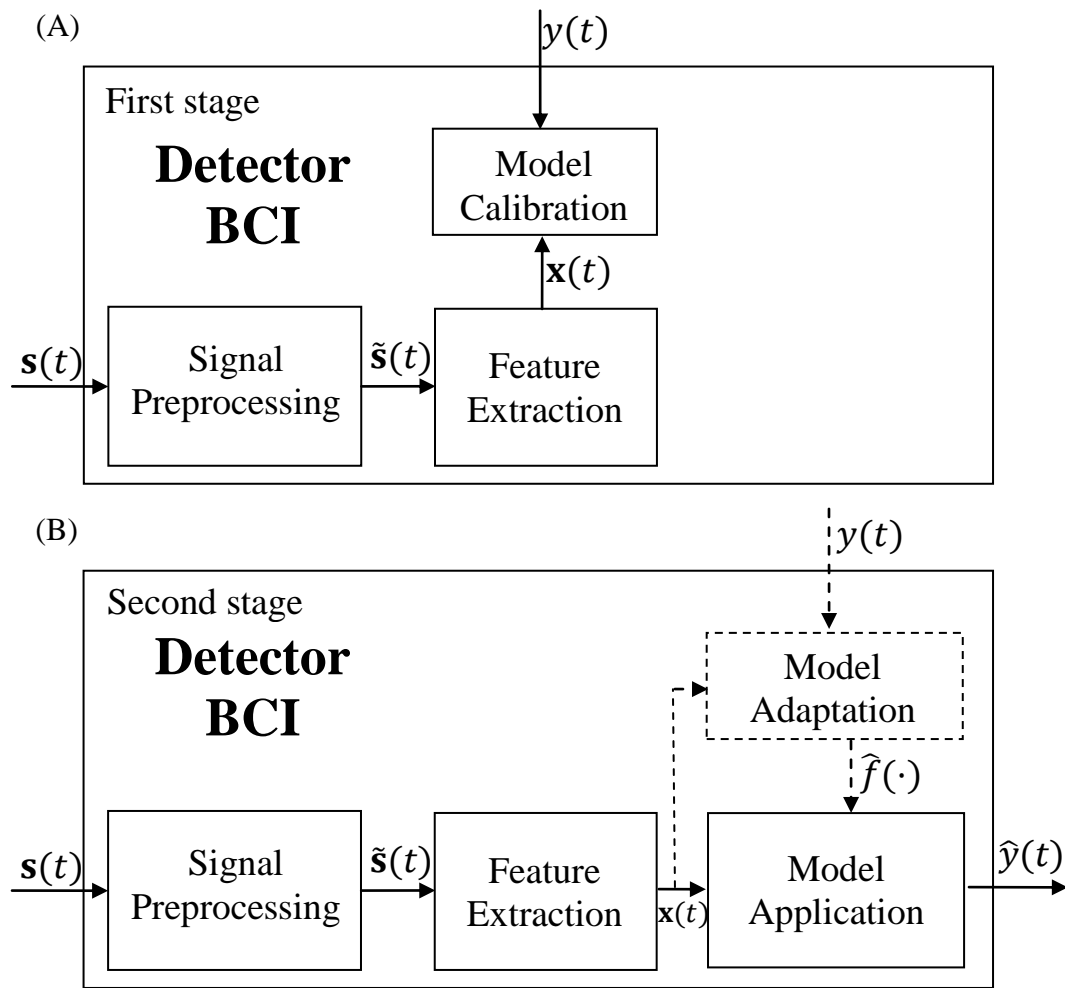 (A)
y(t)
First stage
Detector
BCI
Model
Calibration
𝐱(t)
𝐬(t)
Signal
Preprocessing
𝐬̃(t)
Feature
Extraction
(B)
y(t)
Second stage
Detector
BCI
Model
Adaptation
f̂(·)
𝐬(t)
Signal
Preprocessing
𝐬̃(t)
Feature
Extraction
𝐱(t)
Model
Application
ŷ(t)